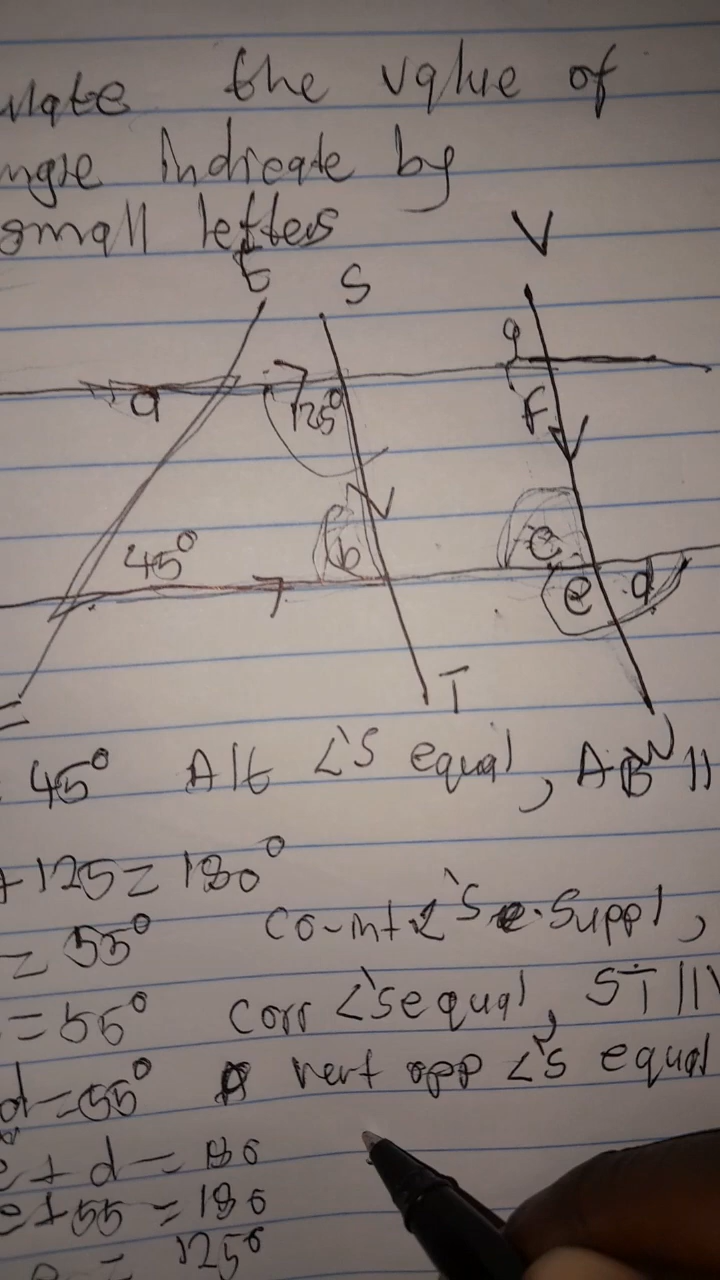 ulate the value of
ngle indicate by
small letters
t S V
g
a 125° f
45° b c
e d
T W
45° Alt <'s equal, AB ||
+ 125 = 180°
= 55° Co-int <'s Suppl,
= 55° Corr <'s equal, ST ||
d = 55° vert opp <'s equal
e + d = 180
e + 55 = 180
e = 125°